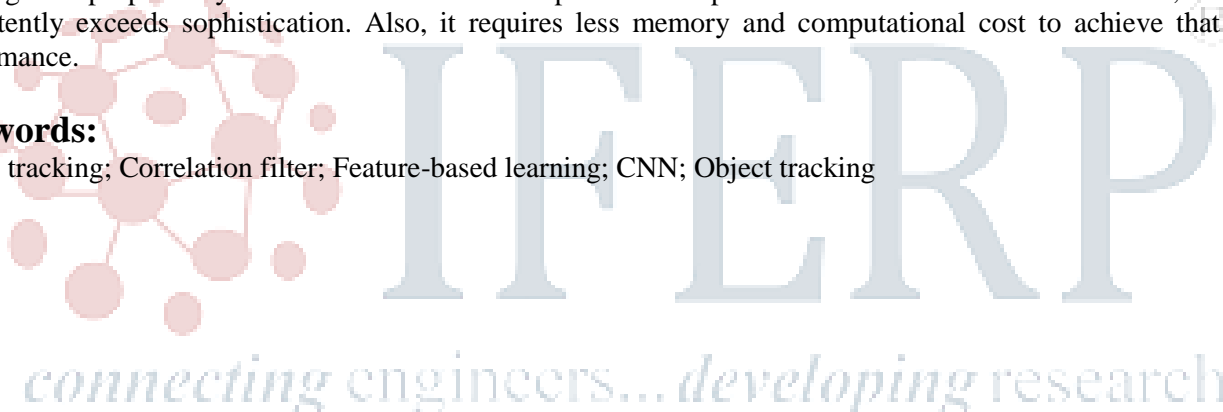 tently exceeds sophistication. Also, it requires less memory and computational cost to achieve that
mance.
words:
tracking; Correlation filter; Feature-based learning; CNN; Object tracking
IFERP
connecting engineers... developing research